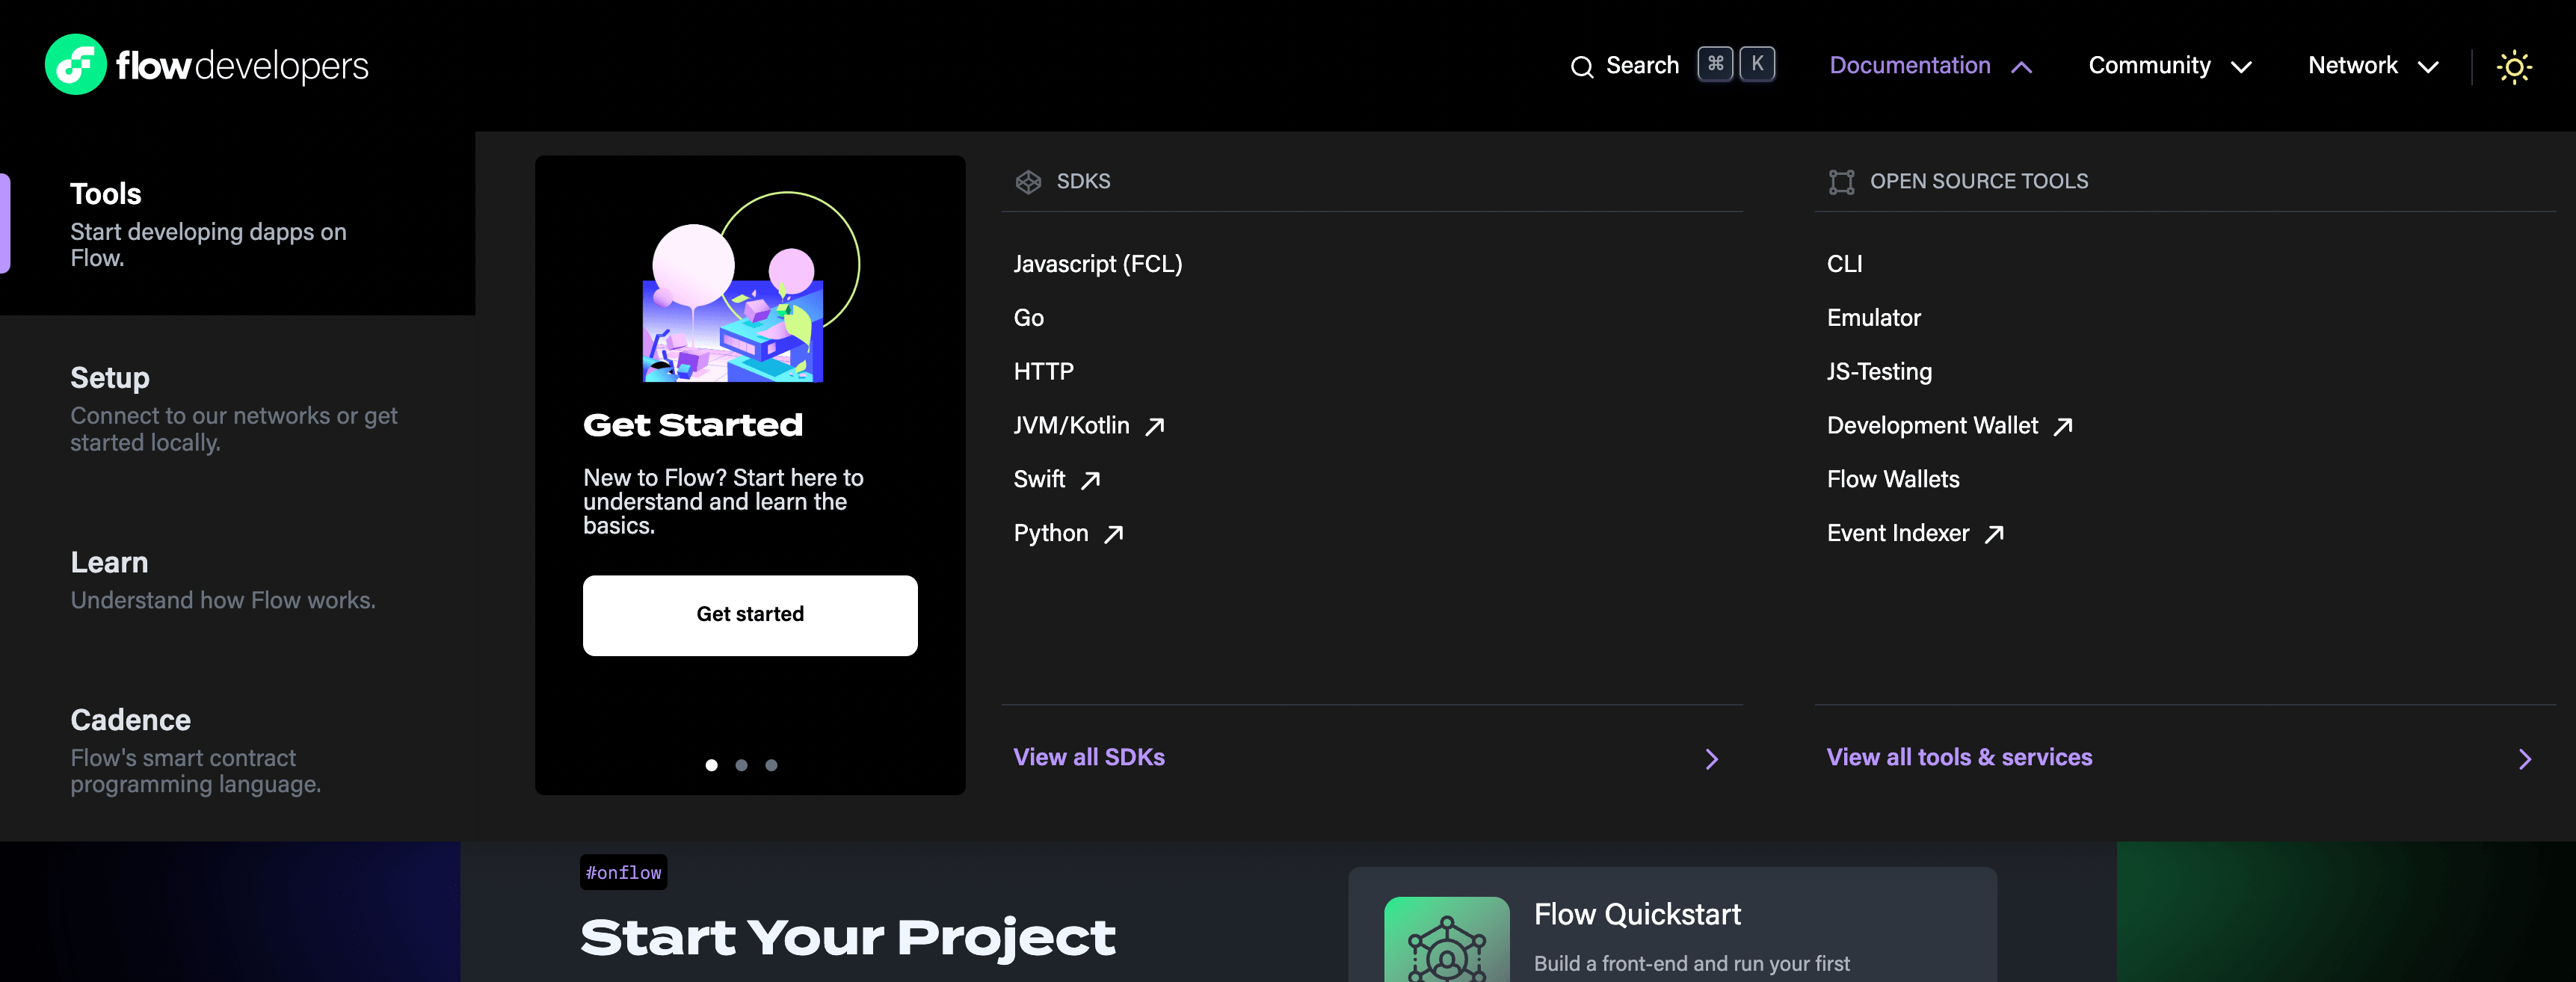 flowdevelopers
Search ⌘ K
Documentation
Community
Network
Tools
Start developing dapps on
Flow.
Setup
Connect to our networks or get
started locally.
Learn
Understand how Flow works.
Cadence
Flow's smart contract
programming language.
Get Started
New to Flow? Start here to
understand and learn the
basics.
Get started
SDKS
Javascript (FCL)
Go
HTTP
JVM/Kotlin
Swift
Python
View all SDKs
OPEN SOURCE TOOLS
CLI
Emulator
JS-Testing
Development Wallet
Flow Wallets
Event Indexer
View all tools & services
#onflow
Start Your Project
Flow Quickstart
Build a front-end and run your first